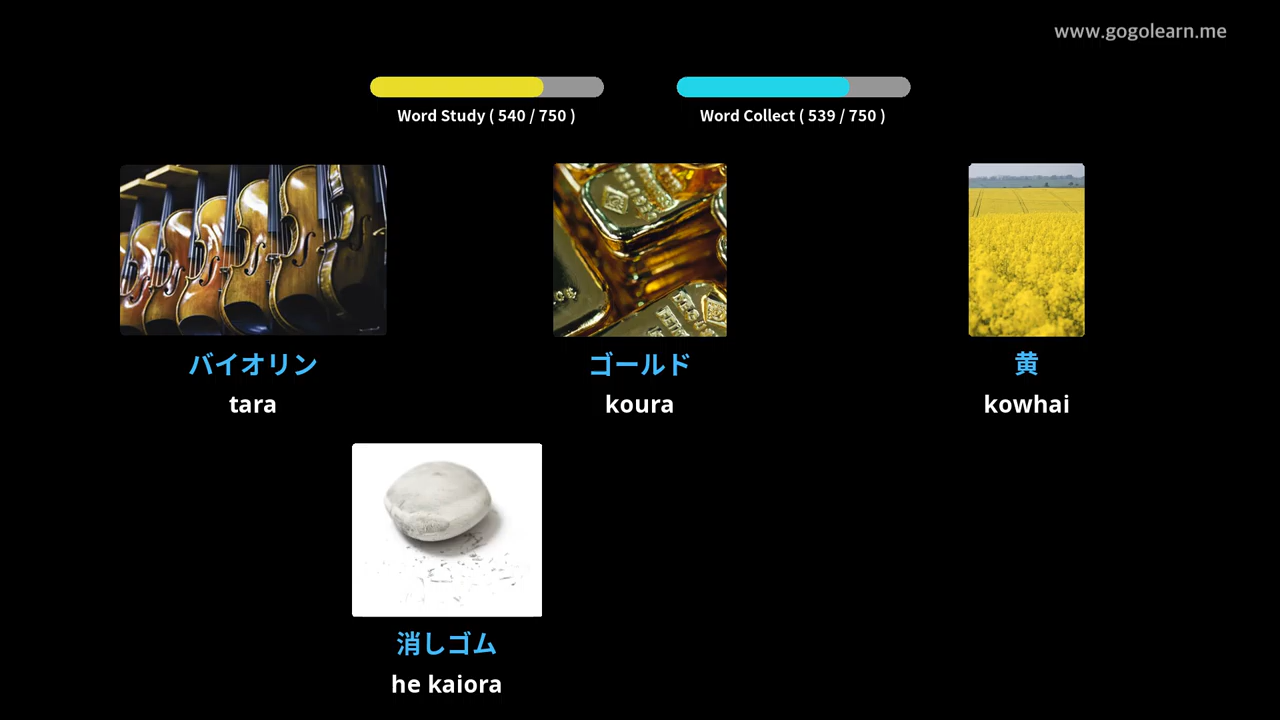 www.gogolearn.me
Word Study ( 540 / 750 )
Word Collect ( 539 / 750 )
バイオリン
tara
ゴールド
koura
黄
kowhai
消しゴム
he kaiora